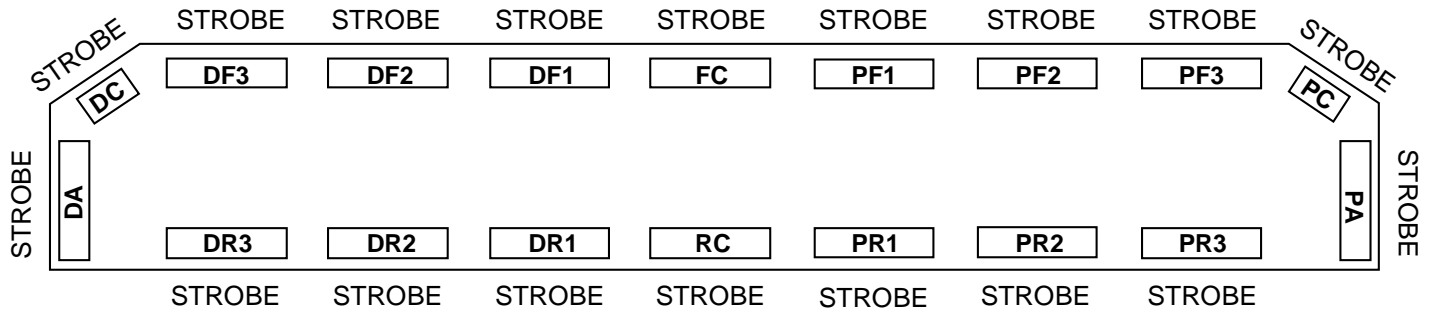 STROBE STROBE STROBE STROBE STROBE STROBE STROBE
STROBE STROBE
DC DF3 DF2 DF1 FC PF1 PF2 PF3 PC
STROBE DA PA STROBE
DR3 DR2 DR1 RC PR1 PR2 PR3
STROBE STROBE STROBE STROBE STROBE STROBE STROBE